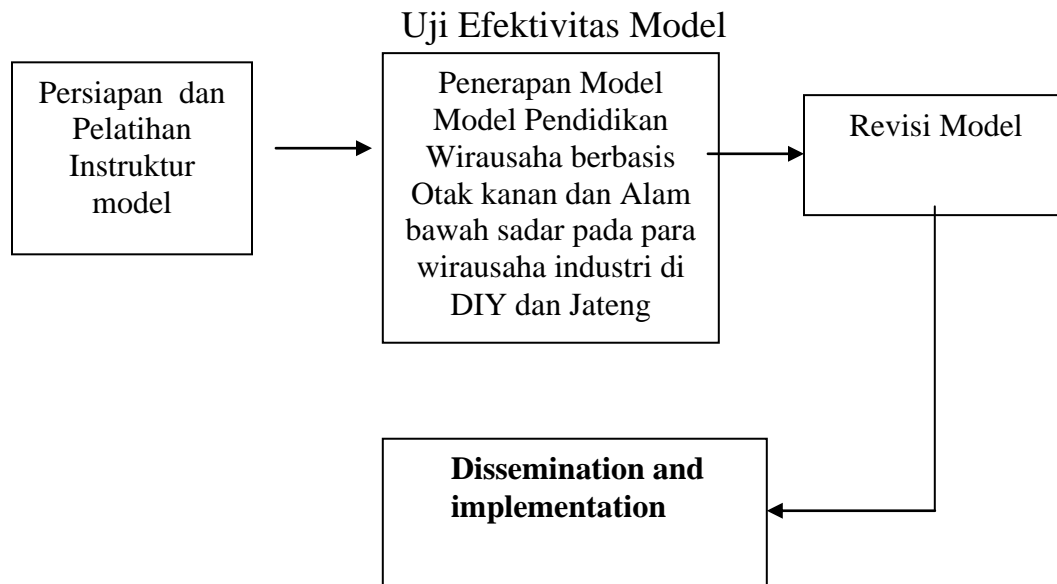 Uji Efektivitas Model
Persiapan dan
Pelatihan
Instruktur
model
Penerapan Model
Model Pendidikan
Wirausaha berbasis
Otak kanan dan Alam
bawah sadar pada para
wirausaha industri di
DIY dan Jateng
Revisi Model
Dissemination and
implementation